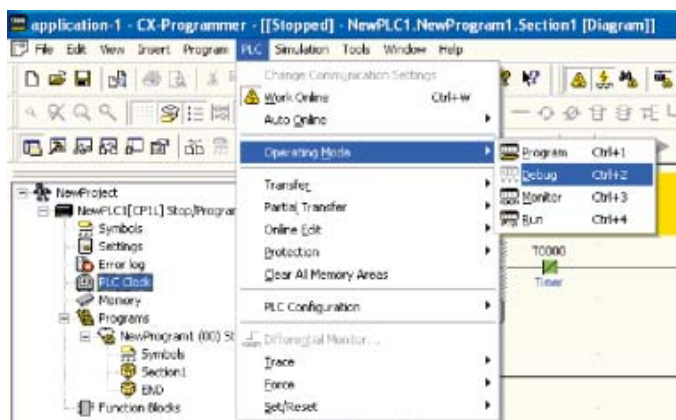 application-1 - CX-Programmer - [[Stopped] - NewPLC1.NewProgram1.Section1 [Diagram]]
File Edit View Insert Program PLC Simulation Tools Window Help
Change Communication Settings
Work Online Ctrl+W
Auto Online
Operating Mode
Program Ctrl+1
Debug Ctrl+2
Monitor Ctrl+3
Run Ctrl+4
Transfer
Partial Transfer
Online Edit
Protection
Clear All Memory Areas
PLC Configuration
Differential Monitor...
Trace
Force
Set/Reset
NewProject
NewPLC1[CP1L] Stop/Progra
Symbols
Settings
Error log
PLC Clock
Memory
Programs
NewProgram1 (00) St
Symbols
Section1
END
Function Blocks
T0000
Timer